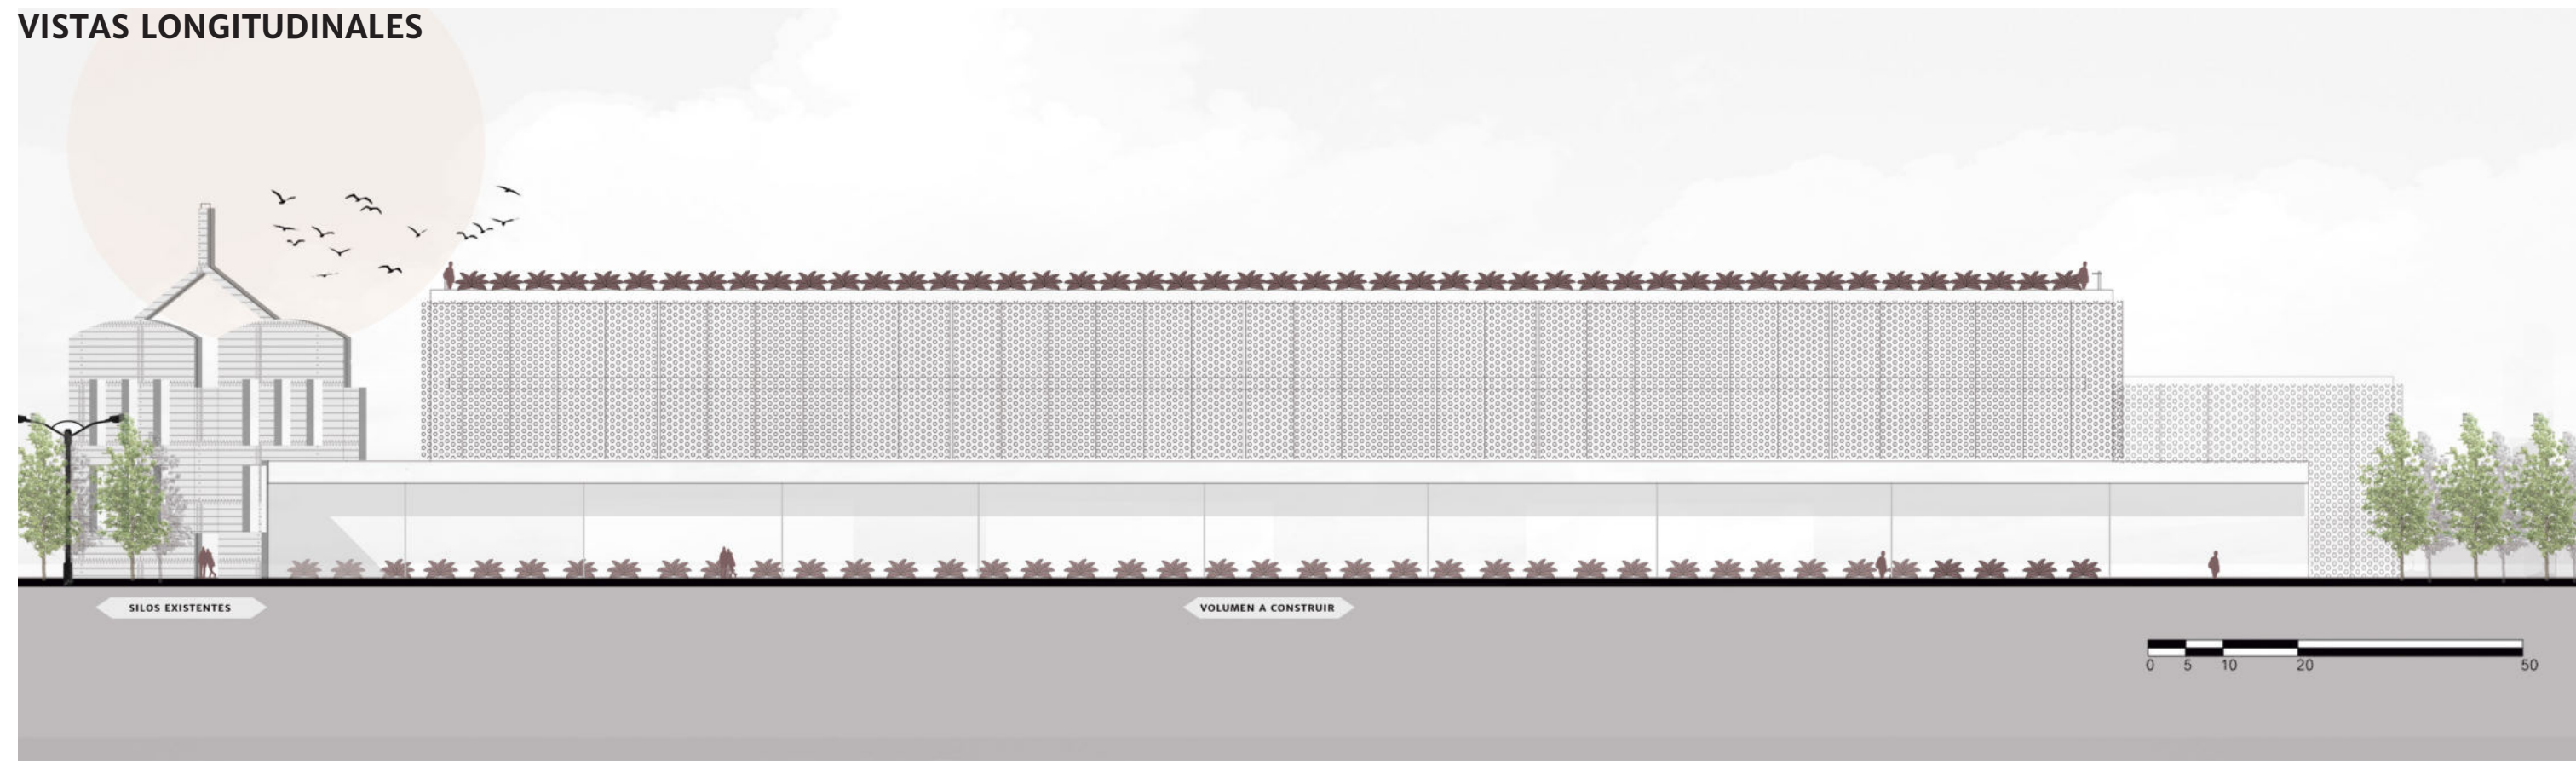 VISTAS LONGITUDINALES
SILOS EXISTENTES
VOLUMEN A CONSTRUIR
0 5 10 20 50